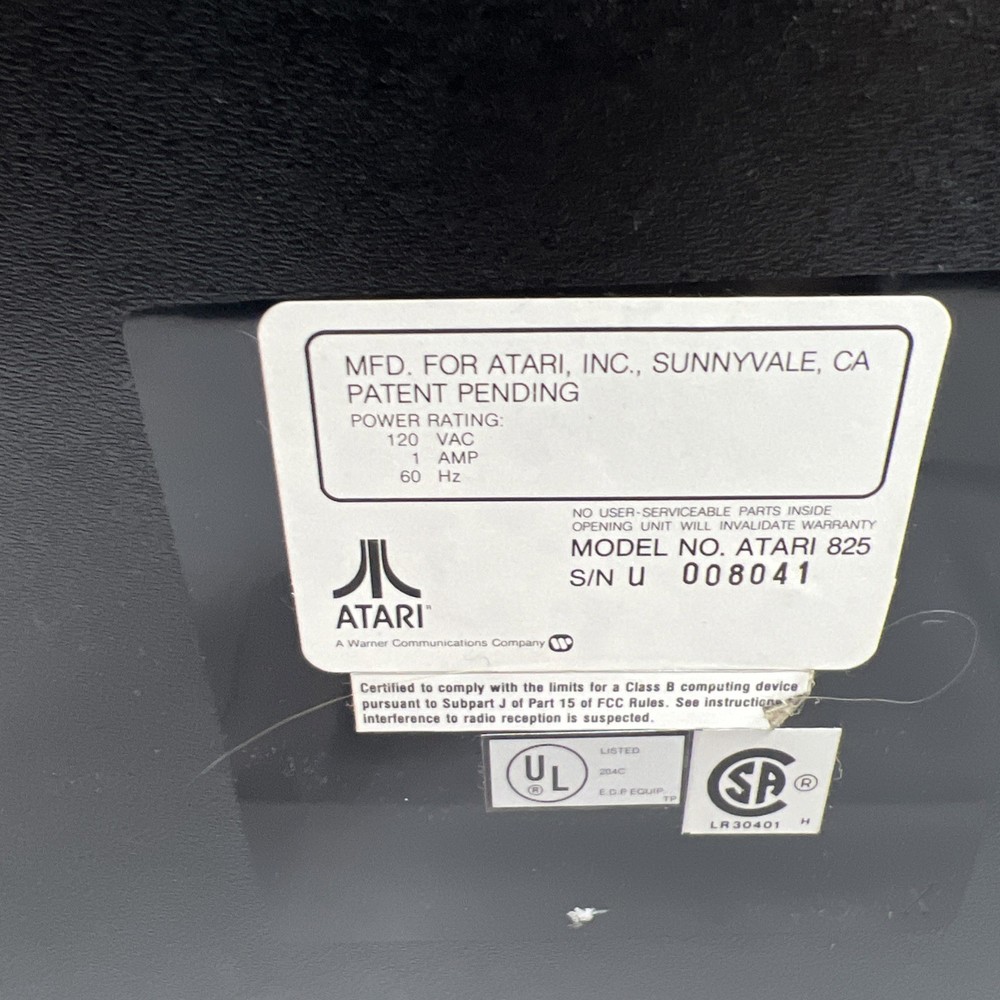 MFD. FOR ATARI, INC., SUNNYVALE, CA
PATENT PENDING
POWER RATING:
120 VAC
1 AMP
60 Hz
NO USER-SERVICEABLE PARTS INSIDE
OPENING UNIT WILL INVALIDATE WARRANTY
MODEL NO. ATARI 825
S/N U 008041
ATARI
A Warner Communications Company
Certified to comply with the limits for a Class B computing device
pursuant to Subpart J of Part 15 of FCC Rules. See instructions
interference to radio reception is suspected.
UL ®
LISTED
204C
E.D.P. EQUIP.
TP
SA ®
LR30401 H